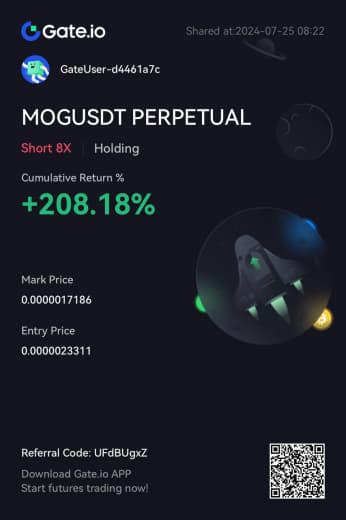 Gate.io
Shared at:2024-07-25 08:22
GateUser-d4461a7c
MOGUSDT PERPETUAL
Short 8X | Holding
Cumulative Return %
+208.18%
Mark Price
0.0000017186
Entry Price
0.0000023311
Referral Code: UFdBUgxZ
Download Gate.io APP
Start futures trading now!